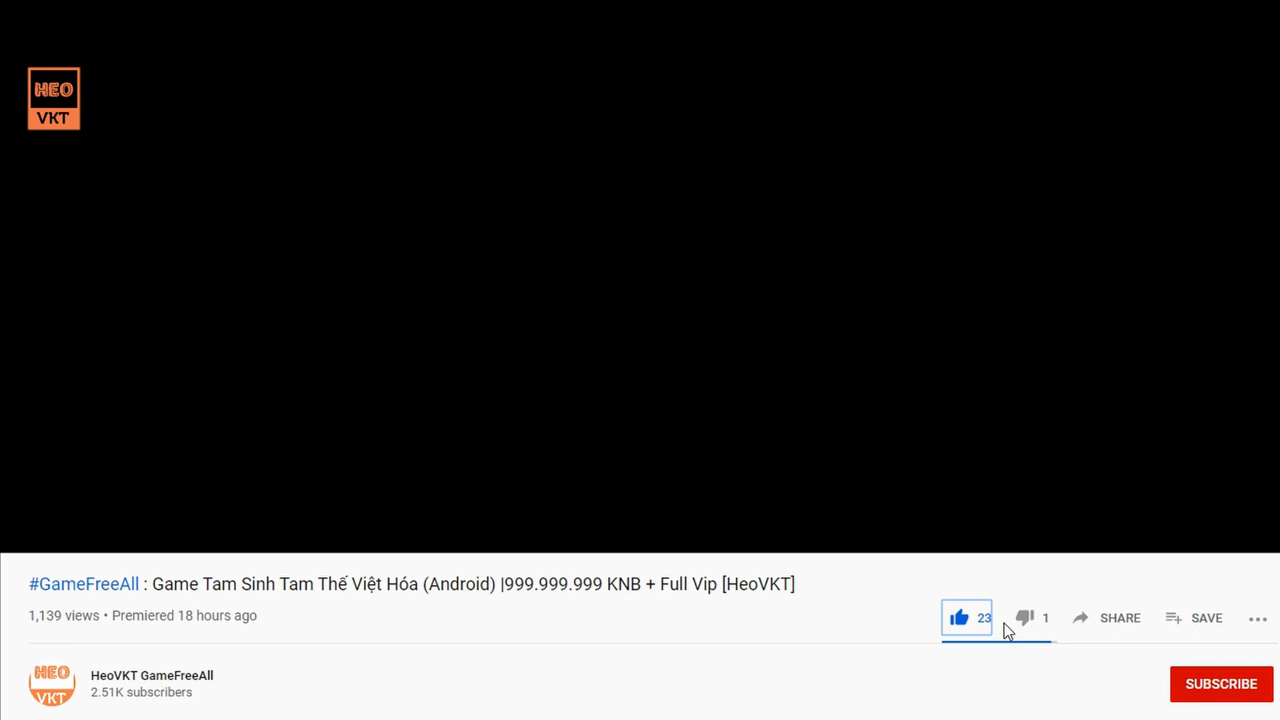 HEO
VKT
#GameFreeAll : Game Tam Sinh Tam Thế Việt Hóa (Android) |999.999.999 KNB + Full Vip [HeoVKT]
1,139 views • Premiered 18 hours ago
23
1
SHARE
SAVE
HEO
VKT
HeoVKT GameFreeAll
2.51K subscribers
SUBSCRIBE